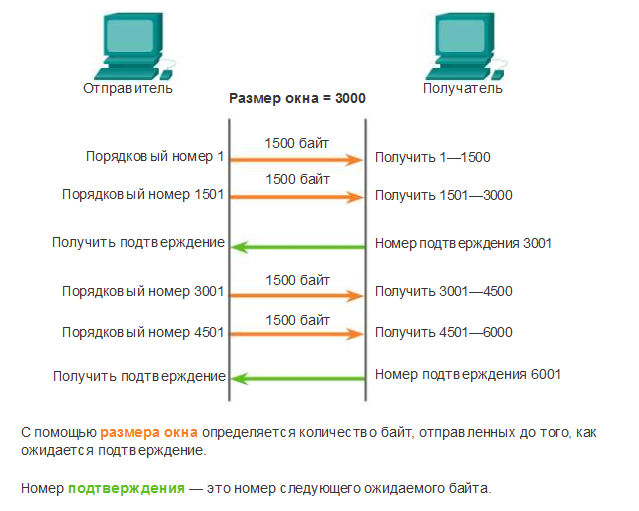 Отправитель
Получатель
Размер окна = 3000
1500 байт
Порядковый номер 1
Получить 1—1500
1500 байт
Порядковый номер 1501
Получить 1501—3000
Получить подтверждение
Номер подтверждения 3001
1500 байт
Порядковый номер 3001
Получить 3001—4500
1500 байт
Порядковый номер 4501
Получить 4501—6000
Получить подтверждение
Номер подтверждения 6001
С помощью размера окна определяется количество байт, отправленных до того, как
ожидается подтверждение.
Номер подтверждения — это номер следующего ожидаемого байта.